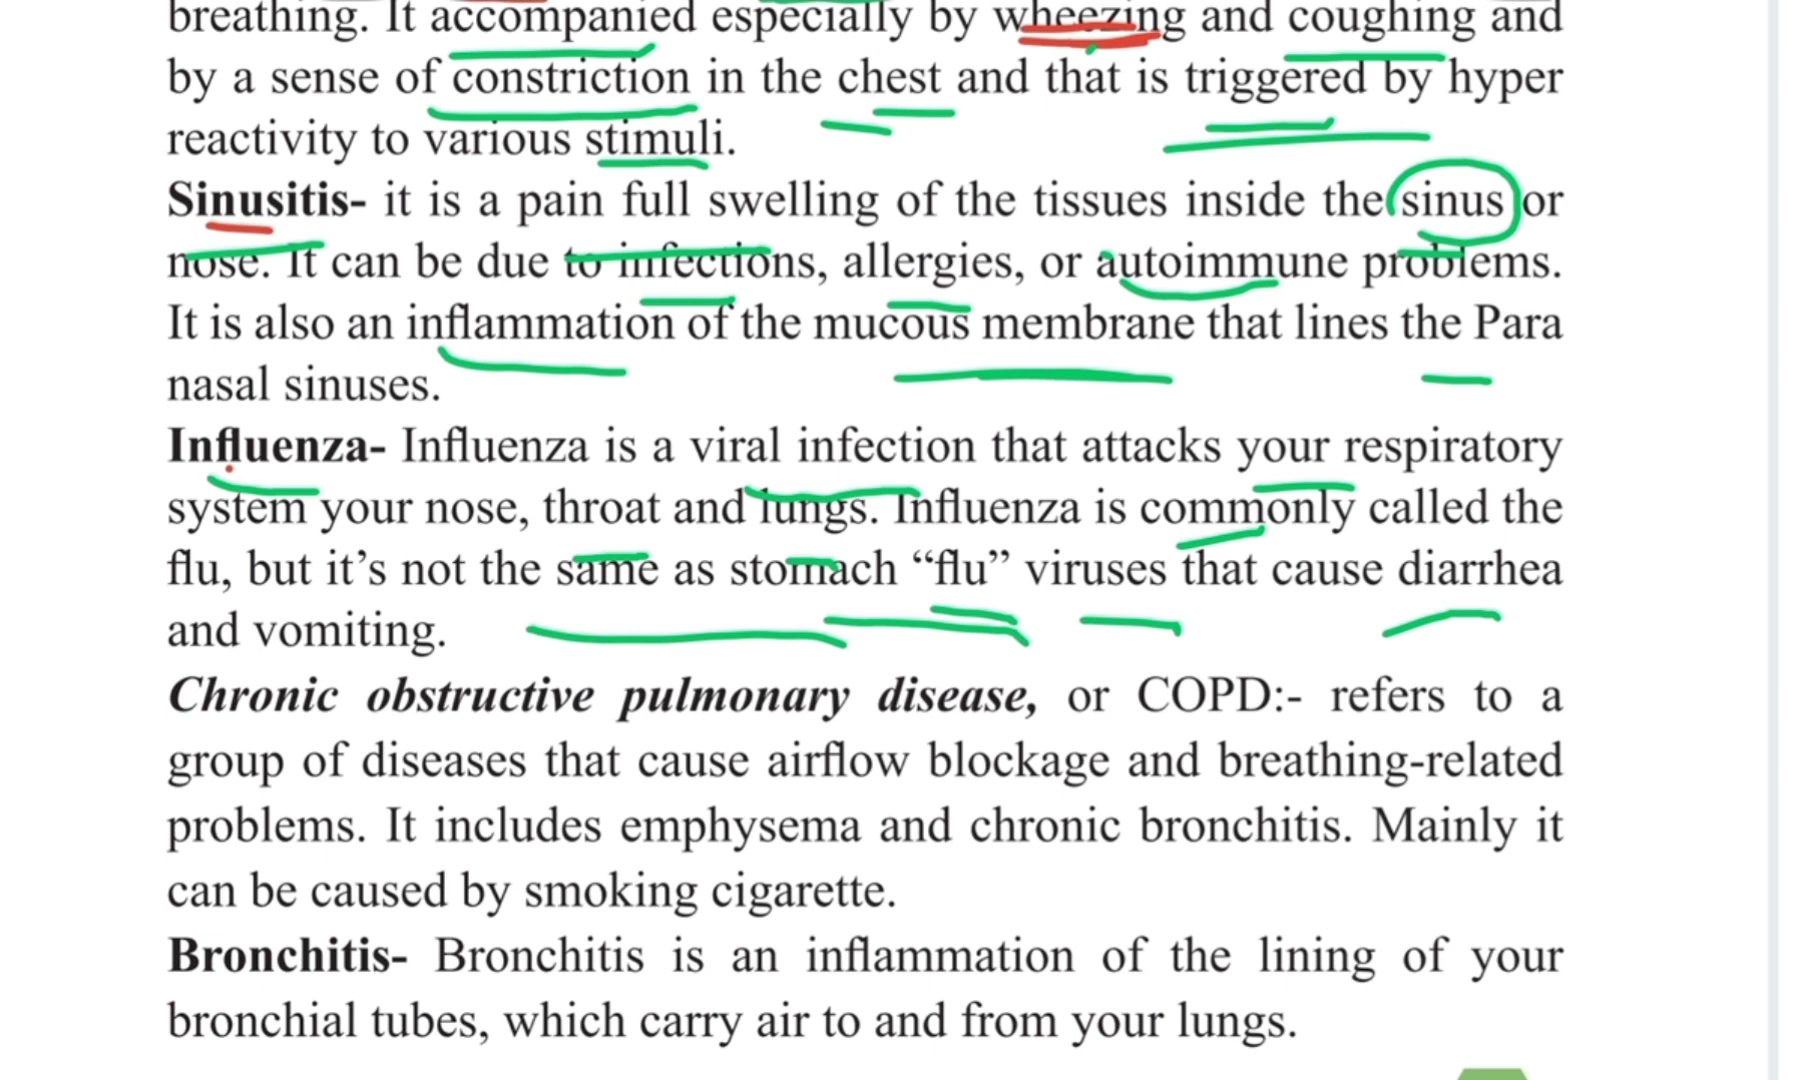 breathing. It accompanied especially by wheezing and coughing and
by a sense of constriction in the chest and that is triggered by hyper
reactivity to various stimuli.
Sinusitis- it is a pain full swelling of the tissues inside the sinus or
nose. It can be due to infections, allergies, or autoimmune problems.
It is also an inflammation of the mucous membrane that lines the Para
nasal sinuses.
Influenza- Influenza is a viral infection that attacks your respiratory
system your nose, throat and lungs. Influenza is commonly called the
flu, but it’s not the same as stomach “flu” viruses that cause diarrhea
and vomiting.
Chronic obstructive pulmonary disease, or COPD:- refers to a
group of diseases that cause airflow blockage and breathing-related
problems. It includes emphysema and chronic bronchitis. Mainly it
can be caused by smoking cigarette.
Bronchitis- Bronchitis is an inflammation of the lining of your
bronchial tubes, which carry air to and from your lungs.